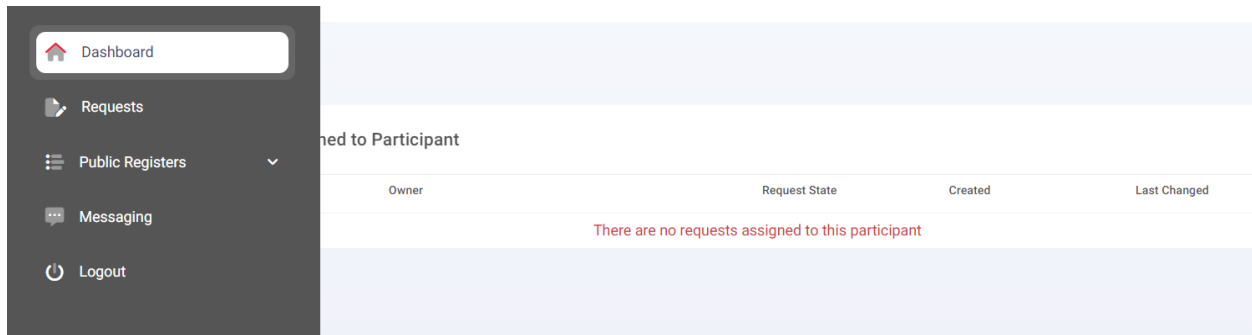 Dashboard
Requests
Public Registers
Messaging
Logout
ned to Participant
Owner Request State Created Last Changed
There are no requests assigned to this participant